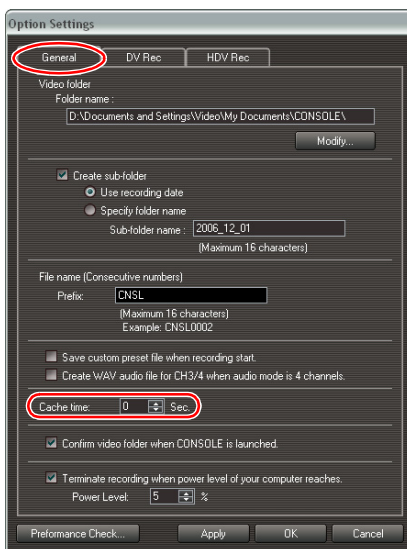 Option Settings
General DV Rec HDV Rec
Video folder
Folder name :
D:\Documents and Settings\Video\My Documents\CONSOLE\
Modify...
Create sub-folder
Use recording date
Specify folder name
Sub-folder name : 2006_12_01
(Maximum 16 characters)
File name (Consecutive numbers)
Prefix: CNSL
(Maximum 16 characters)
Example: CNSL0002
Save custom preset file when recording start.
Create WAV audio file for CH3/4 when audio mode is 4 channels.
Cache time: 0 Sec.
Confirm video folder when CONSOLE is launched.
Terminate recording when power level of your computer reaches.
Power Level: 5 %
Preformance Check... Apply OK Cancel